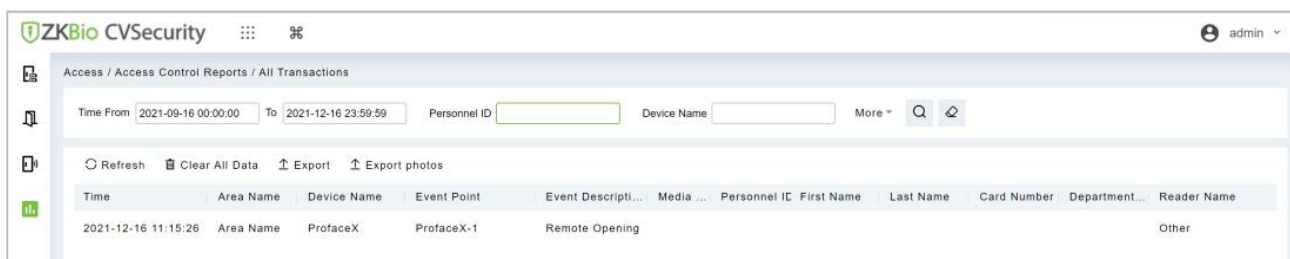 ZKBio CVSecurity admin
Access / Access Control Reports / All Transactions
Time From 2021-09-16 00:00:00 To 2021-12-16 23:59:59 Personnel ID Device Name More
Refresh Clear All Data Export Export photos
Time Area Name Device Name Event Point Event Descripti... Media ... Personnel ID First Name Last Name Card Number Department... Reader Name
2021-12-16 11:15:26 Area Name ProfaceX ProfaceX-1 Remote Opening Other